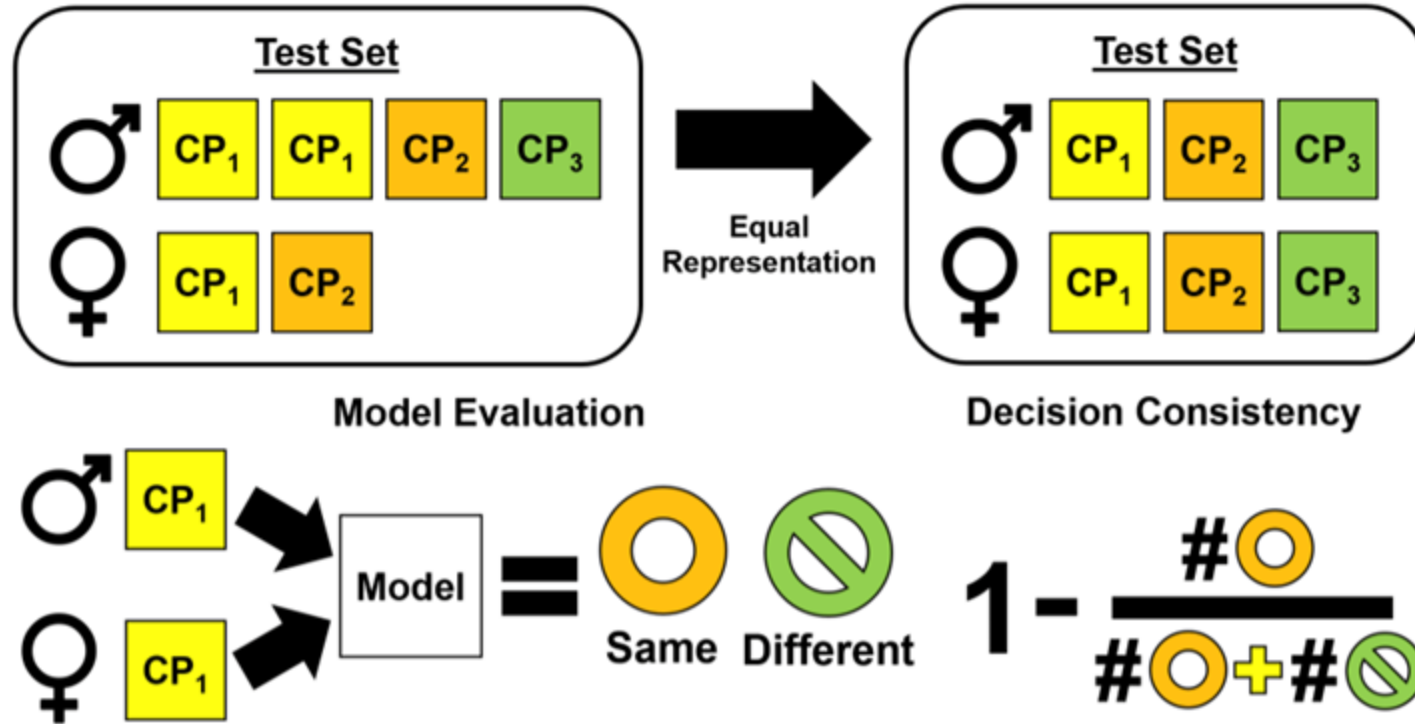 Test Set
CP₁ CP₁ CP₂ CP₃
CP₁ CP₂
Equal
Representation
Test Set
CP₁ CP₂ CP₃
CP₁ CP₂ CP₃
Model Evaluation
CP₁
CP₁
Model
=
Same Different
Decision Consistency
1 -
#
# + #